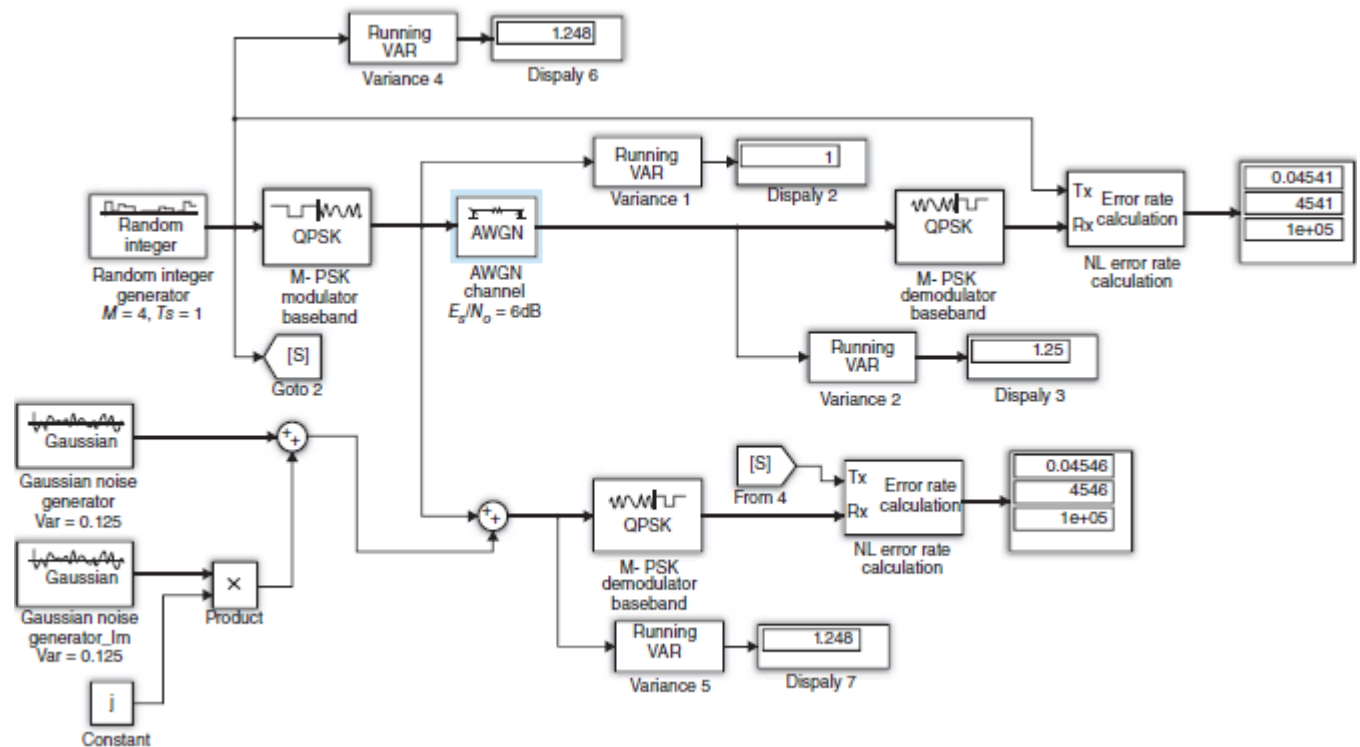 Running
VAR
Variance 4
1.248
Dispaly 6
Running
VAR
Variance 1
1
Dispaly 2
Random
integer
Random integer
generator
M = 4, Ts = 1
QPSK
M- PSK
modulator
baseband
AWGN
AWGN
channel
Es/No = 6dB
QPSK
M- PSK
demodulator
baseband
Tx
Rx
Error rate
calculation
NL error rate
calculation
0.04541
4541
1e+05
[S]
Goto 2
Running
VAR
Variance 2
1.25
Dispaly 3
Gaussian
Gaussian noise
generator
Var = 0.125
+
+
Gaussian
Gaussian noise
generator_Im
Var = 0.125
×
Product
j
Constant
+
+
QPSK
M- PSK
demodulator
baseband
[S]
From 4
Tx
Rx
Error rate
calculation
NL error rate
calculation
0.04546
4546
1e+05
Running
VAR
Variance 5
1.248
Dispaly 7